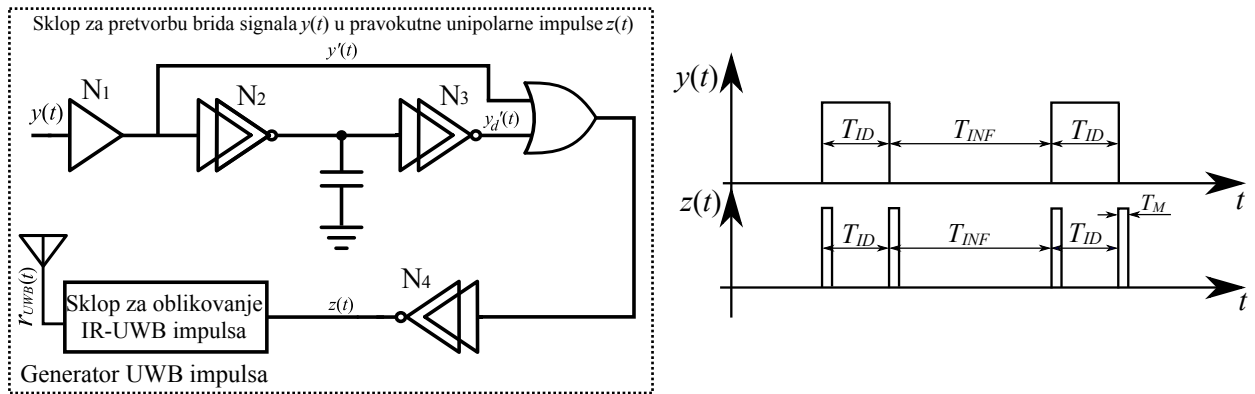 Sklop za pretvorbu brida signala y(t) u pravokutne unipolarne impulse z(t)
y'(t)
N1
y(t)
N2
N3
yd'(t)
N4
z(t)
rUWB(t)
Sklop za oblikovanje
IR-UWB impulsa
Generator UWB impulsa
y(t)
TID
TINF
TID
t
z(t)
TM
TID
TINF
TID
t